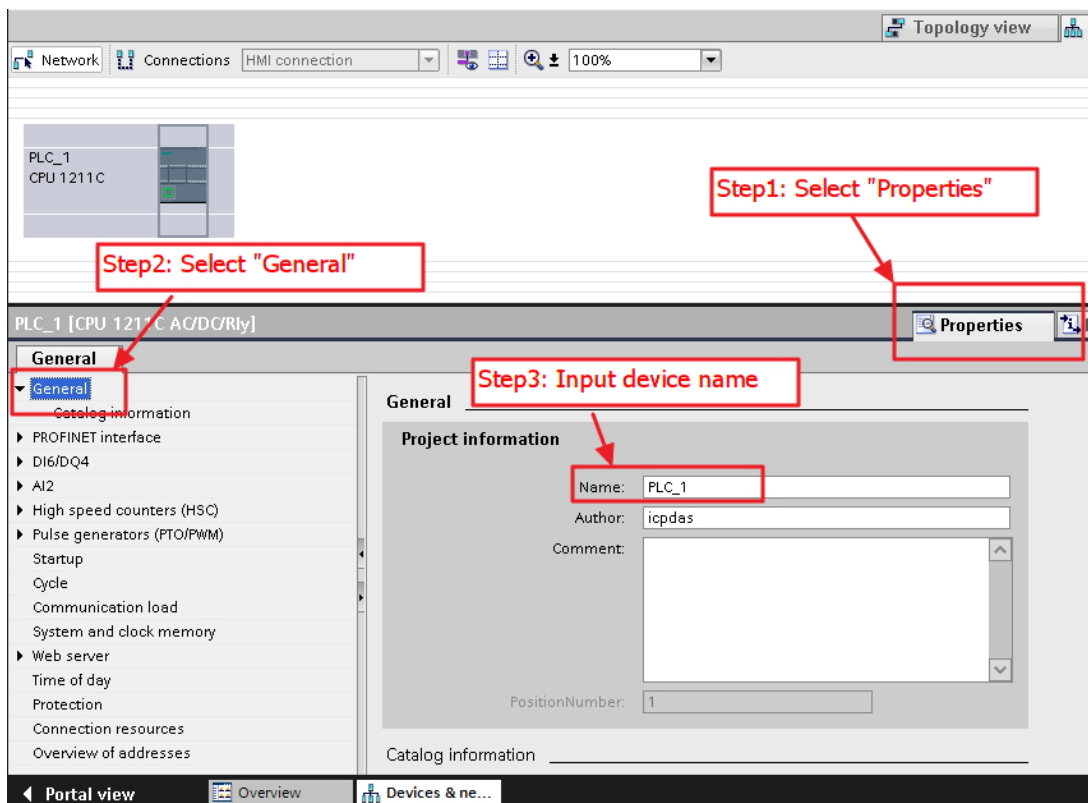 Topology view
Network Connections HMI connection 100%
PLC_1
CPU 1211C
Step1: Select "Properties"
Step2: Select "General"
PLC_1 [CPU 1211C AC/DC/Rly]
Properties
General
General
Catalog information
PROFINET interface
DI6/DQ4
AI2
High speed counters (HSC)
Pulse generators (PTO/PWM)
Startup
Cycle
Communication load
System and clock memory
Web server
Time of day
Protection
Connection resources
Overview of addresses
Step3: Input device name
General
Project information
Name: PLC_1
Author: icpdas
Comment:
PositionNumber: 1
Catalog information
Portal view Overview Devices & ne...